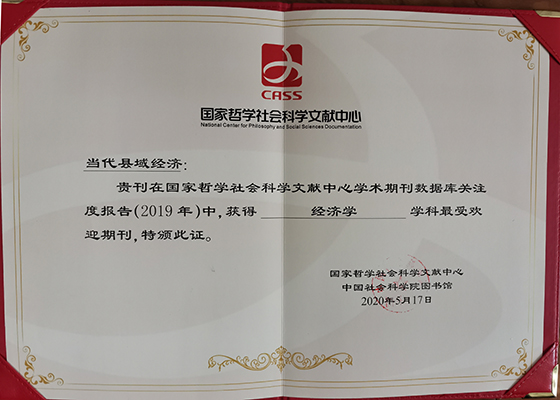 CASS
国家哲学社会科学文献中心
National Center for Philosophy and Social Sciences Documentation
当代县域经济:
贵刊在国家哲学社会科学文献中心学术期刊数据库关注
度报告(2019年)中,获得 经济学 学科最受欢
迎期刊,特颁此证。
国家哲学社会科学文献中心
中国社会科学院图书馆
2020年5月17日